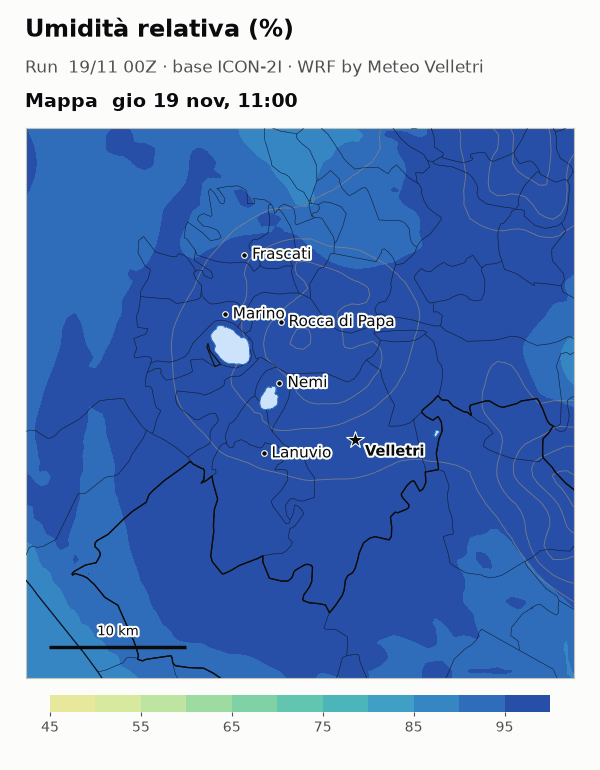 Umidità relativa (%)
Run 19/11 00Z · base ICON-2I · WRF by Meteo Velletri
Mappa gio 19 nov, 11:00
Frascati
Marino
Rocca di Papa
Nemi
Velletri
Lanuvio
10 km
45 55 65 75 85 95